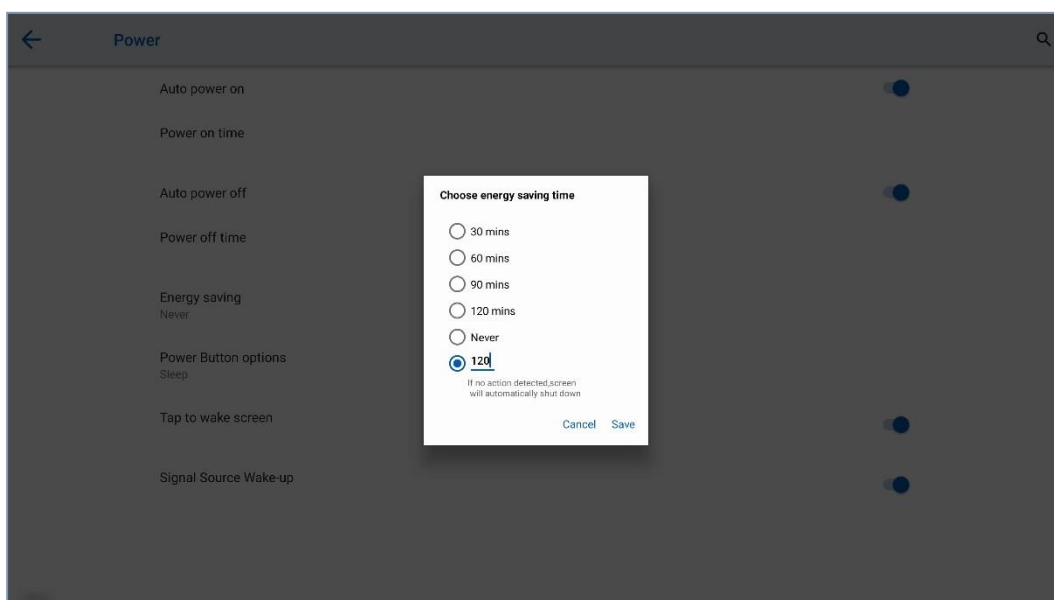 Power
Auto power on
Power on time
Auto power off
Power off time
Energy saving
Never
Power Button options
Sleep
Tap to wake screen
Signal Source Wake-up
Choose energy saving time
30 mins
60 mins
90 mins
120 mins
Never
120
If no action detected,screen
will automatically shut down
Cancel Save